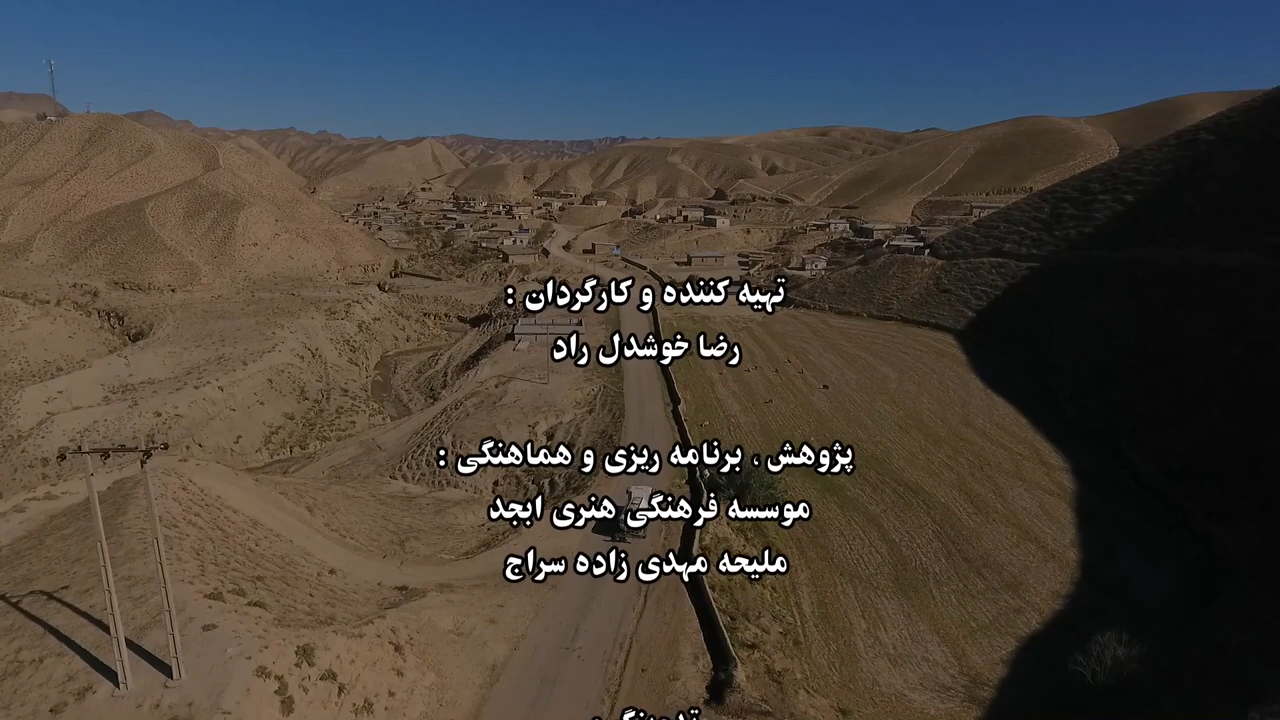 تهیه کننده و کارگردان :
رضا خوشدل راد
پژوهش ، برنامه ریزی و هماهنگی :
موسسه فرهنگی هنری ابجد
ملیحه مهدی زاده سراج